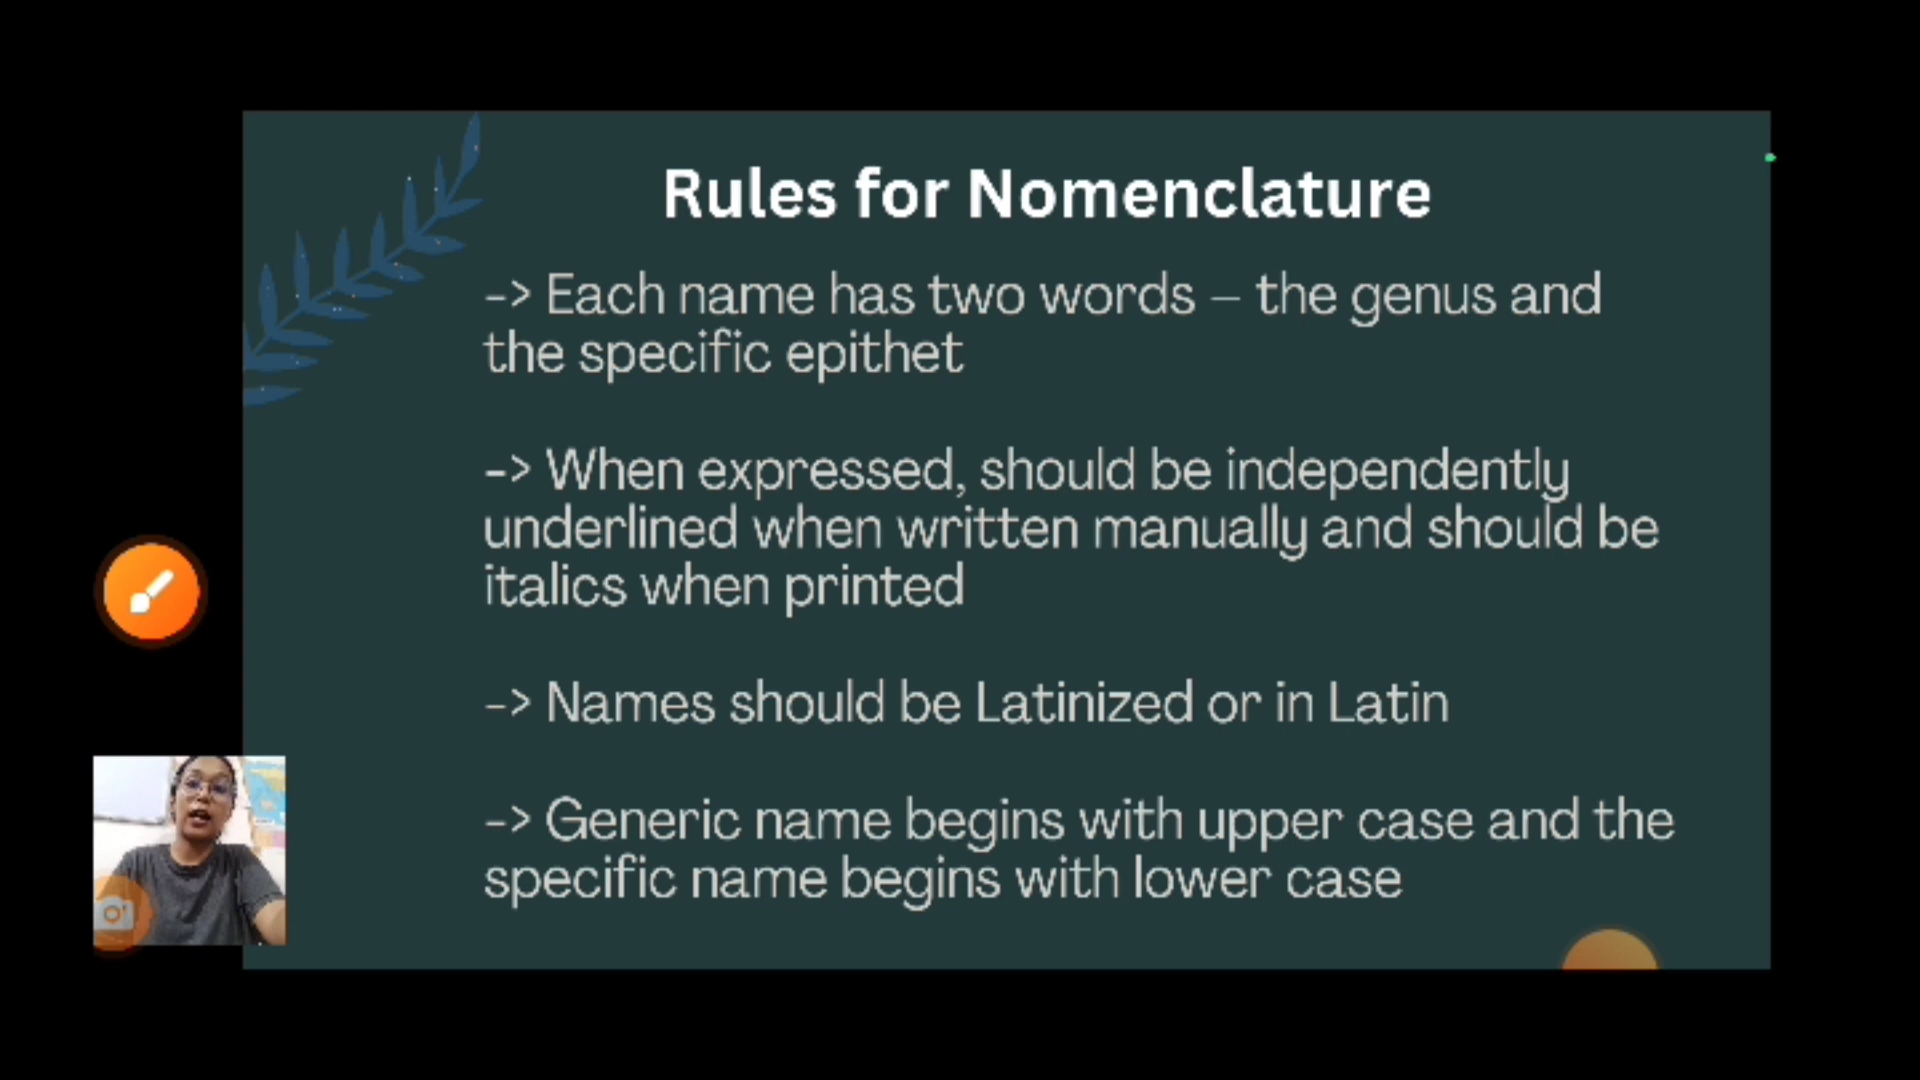 Rules for Nomenclature
-> Each name has two words – the genus and
the specific epithet
-> When expressed, should be independently
underlined when written manually and should be
italics when printed
-> Names should be Latinized or in Latin
-> Generic name begins with upper case and the
specific name begins with lower case